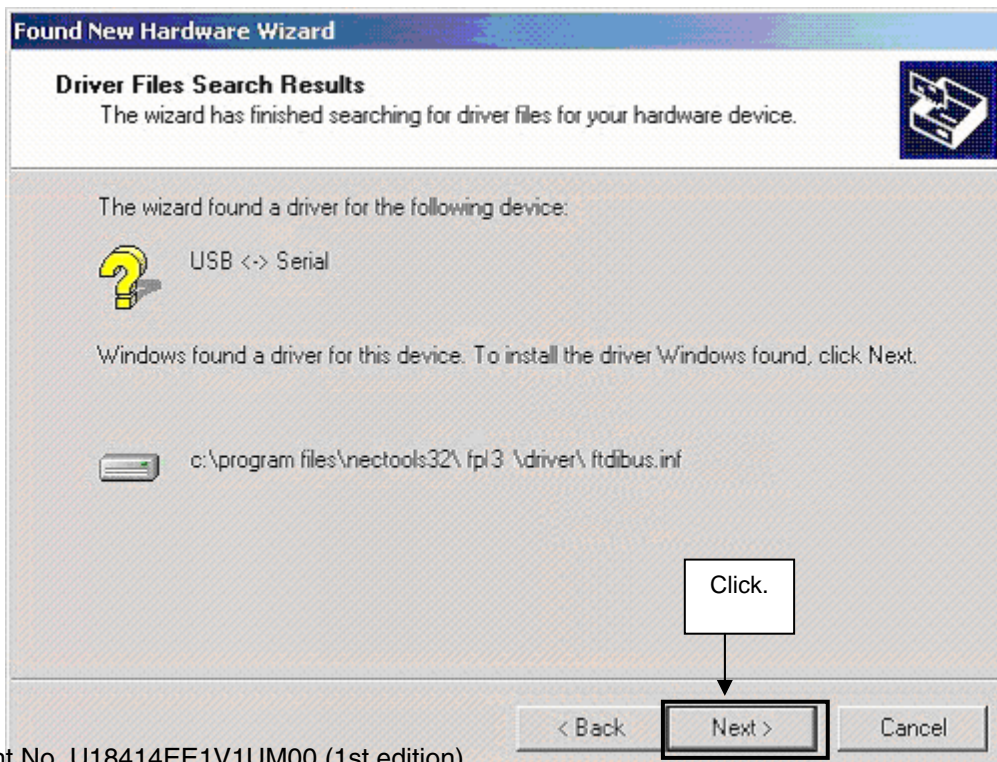 Found New Hardware Wizard
Driver Files Search Results
The wizard has finished searching for driver files for your hardware device.
The wizard found a driver for the following device:
USB <-> Serial
Windows found a driver for this device. To install the driver Windows found, click Next.
c:\program files\nectools32\ fpl3 \driver\ ftdibus.inf
Click.
< Back
Next >
Cancel
nt No. U18414EE1V1UM00 (1st edition)